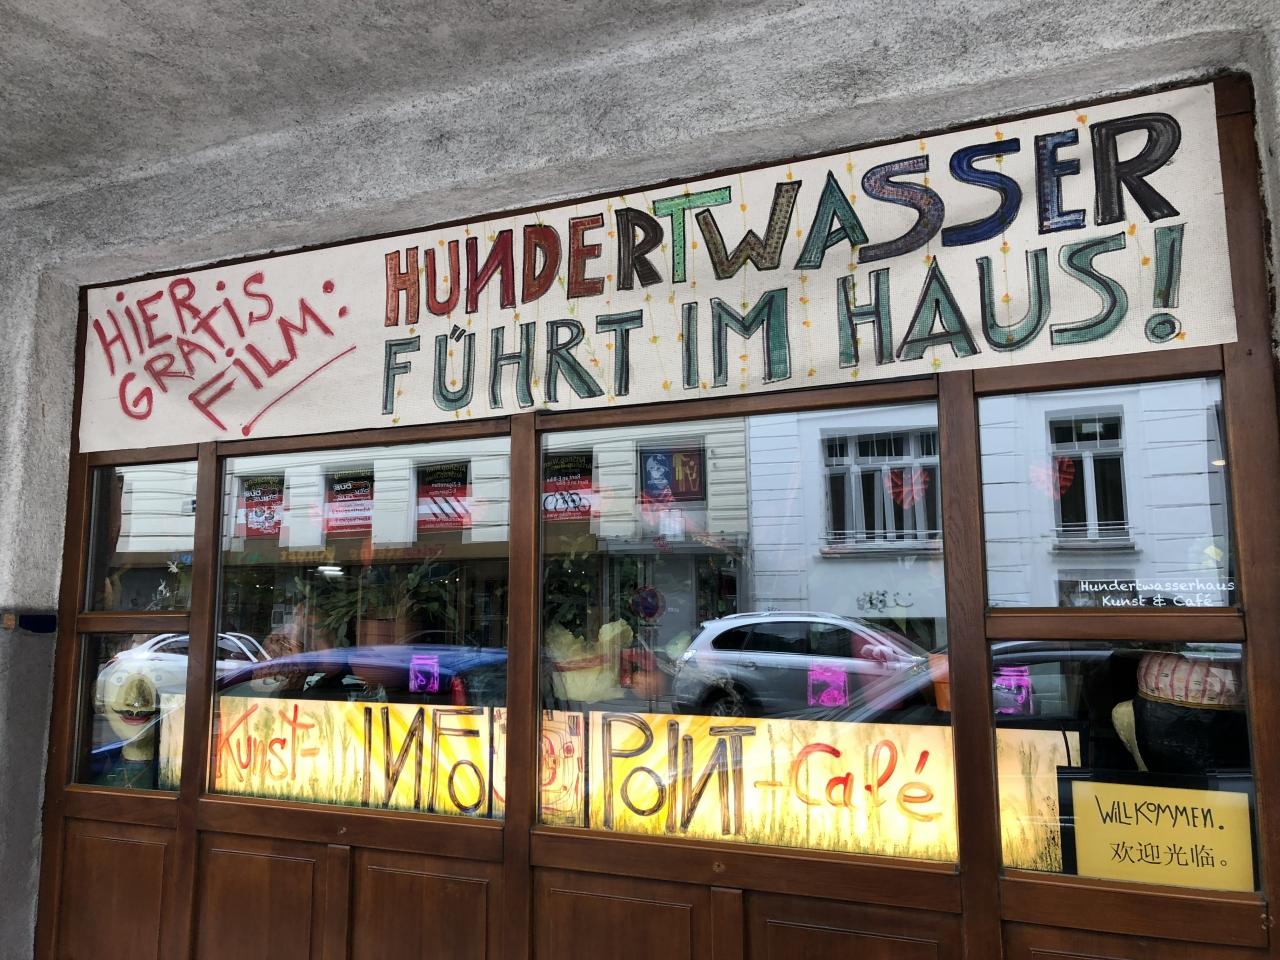 HiER
GRATiS
FiLM:
HUNDERTWASSER
FÜHRT IM HAUS!
Hundertwasserhaus
Kunst & Café
Kunst- INFO POINT -Café
WiLLKOMMEN.
欢迎光临。